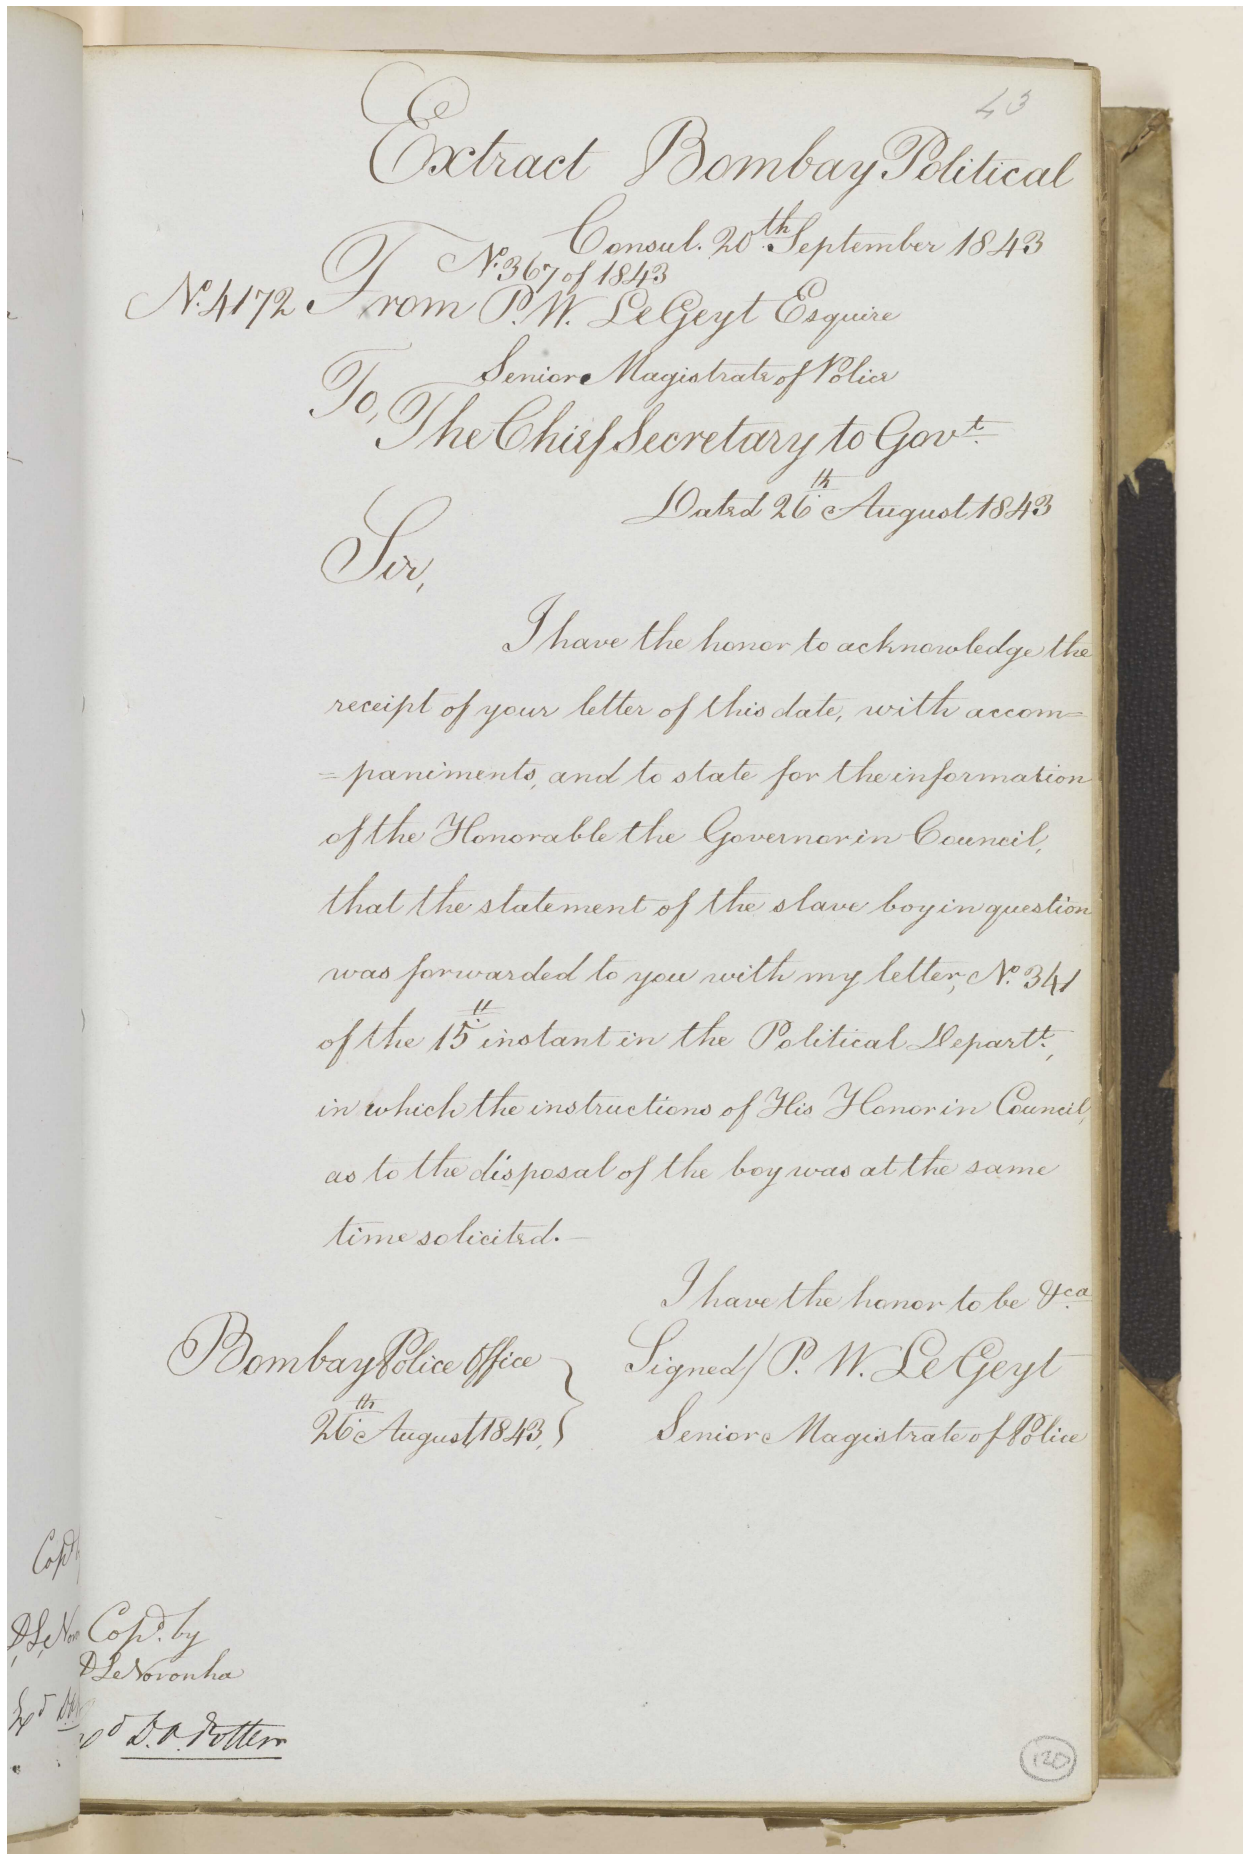 43
Extract Bombay Political
Consul. 20th September 1843
No. 367 of 1843
No. 4172 From P. W. LeGeyt Esquire
Senior Magistrate of Police
To,
The Chief Secretary to Govt.
Dated 26th August 1843
Sir,
I have the honor to acknowledge the
receipt of your letter of this date, with accom=
=paniments, and to state for the information
of the Honorable the Governor in Council,
that the statement of the slave boy in question
was forwarded to you with my letter, No. 341
of the 15th instant in the Political Departt.,
in which the instructions of His Honor in Council,
as to the disposal of the boy was at the same
time solicited.—
I have the honor to be &ca
Bombay Police Office } Signed/ P. W. LeGeyt
26th August 1843, } Senior Magistrate of Police
Copd. by
Copd. by
DLeNoronha
120